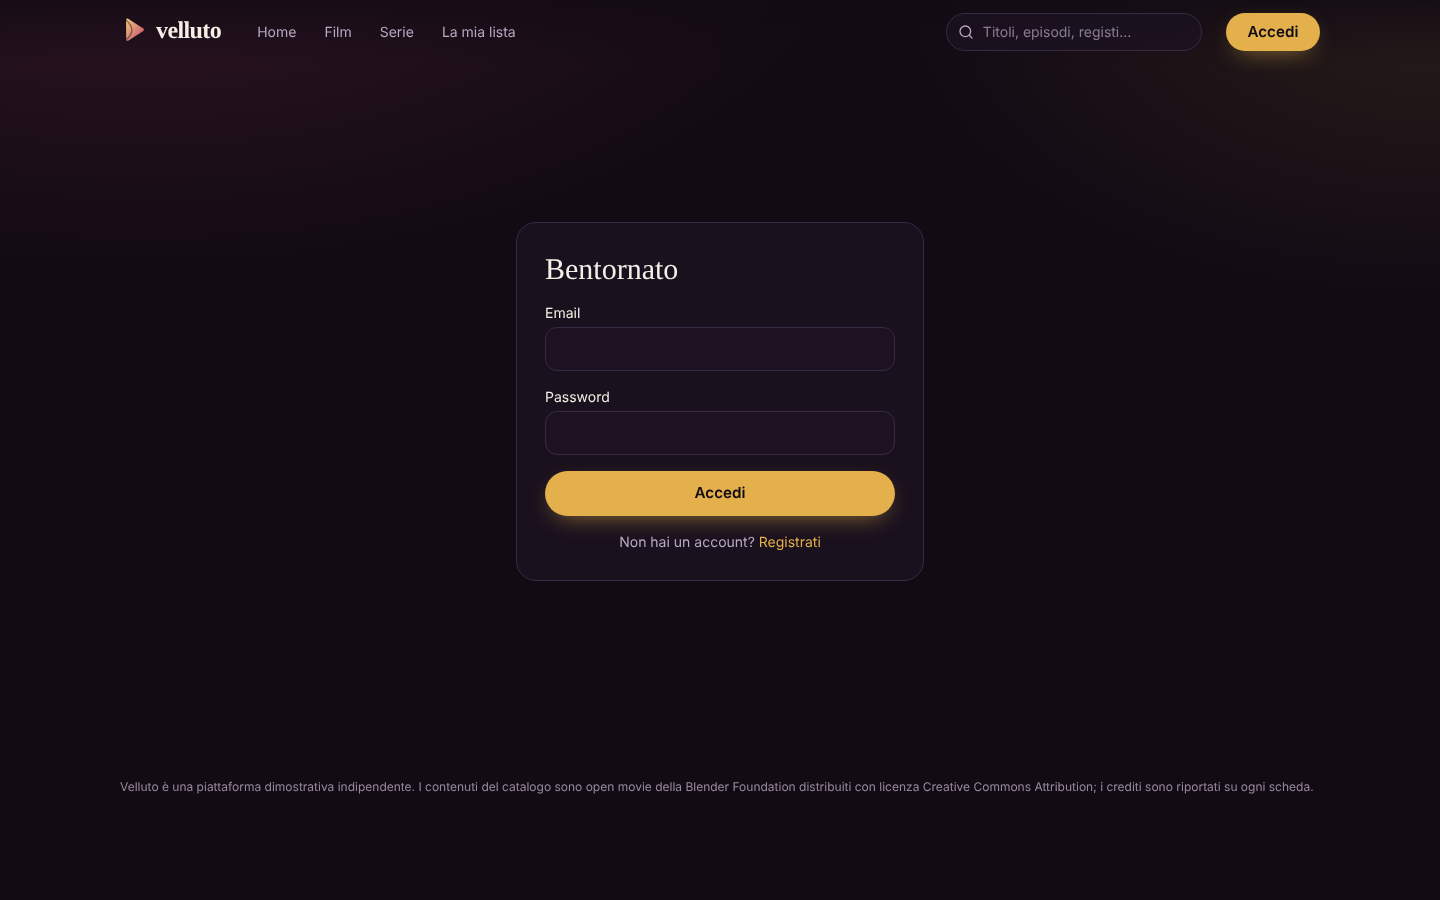 velluto
Home
Film
Serie
La mia lista
Titoli, episodi, registi...
Accedi
Bentornato
Email
Password
Accedi
Non hai un account? Registrati
Velluto è una piattaforma dimostrativa indipendente. I contenuti del catalogo sono open movie della Blender Foundation distribuiti con licenza Creative Commons Attribution; i crediti sono riportati su ogni scheda.